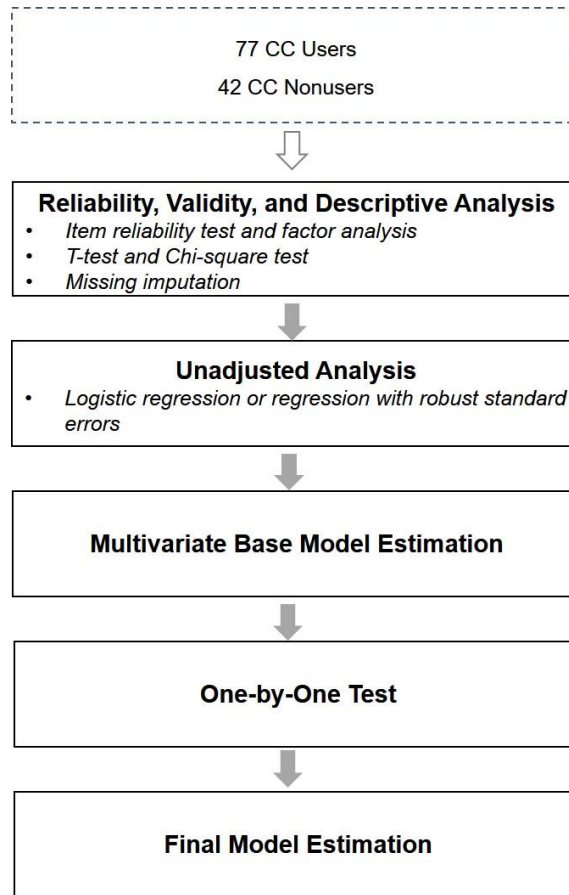 77 CC Users
42 CC Nonusers
Reliability, Validity, and Descriptive Analysis
• Item reliability test and factor analysis
• T-test and Chi-square test
• Missing imputation
Unadjusted Analysis
• Logistic regression or regression with robust standard
errors
Multivariate Base Model Estimation
One-by-One Test
Final Model Estimation